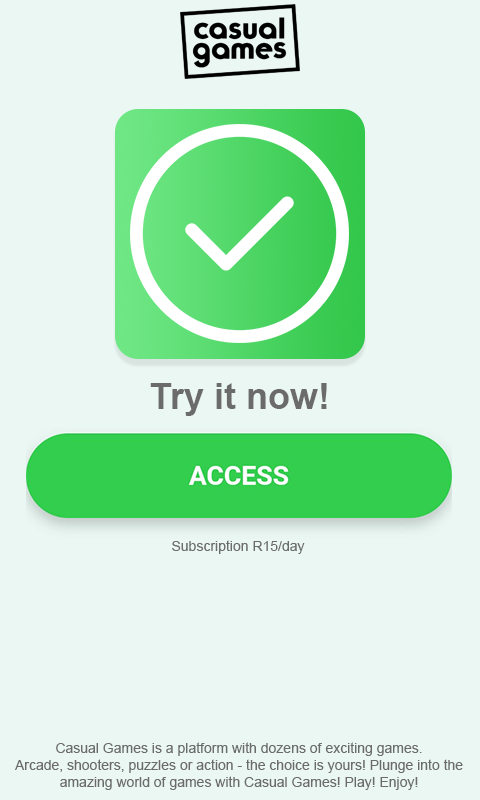 casual
games
Try it now!
ACCESS
Subscription R15/day
Casual Games is a platform with dozens of exciting games.
Arcade, shooters, puzzles or action - the choice is yours! Plunge into the
amazing world of games with Casual Games! Play! Enjoy!